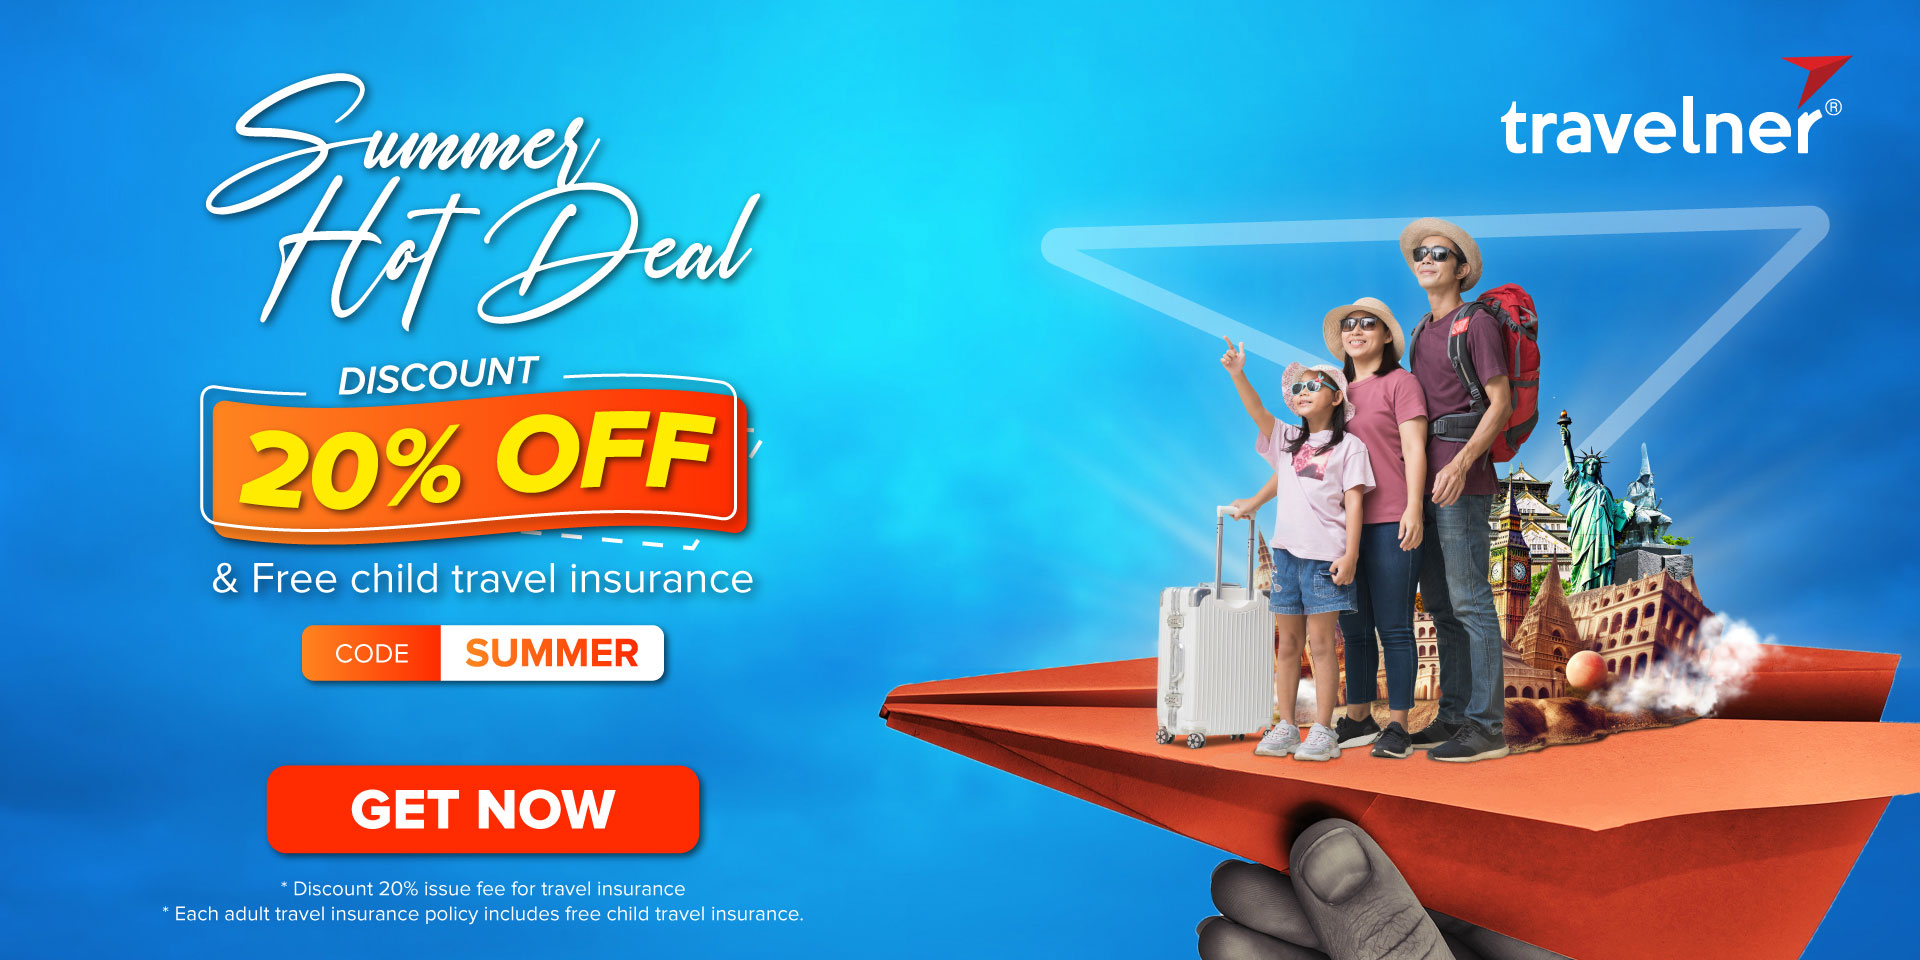 Summer
Hot Deal
DISCOUNT
20% OFF
& Free child travel insurance
CODE SUMMER
GET NOW
* Discount 20% issue fee for travel insurance
* Each adult travel insurance policy includes free child travel insurance.
travelner®